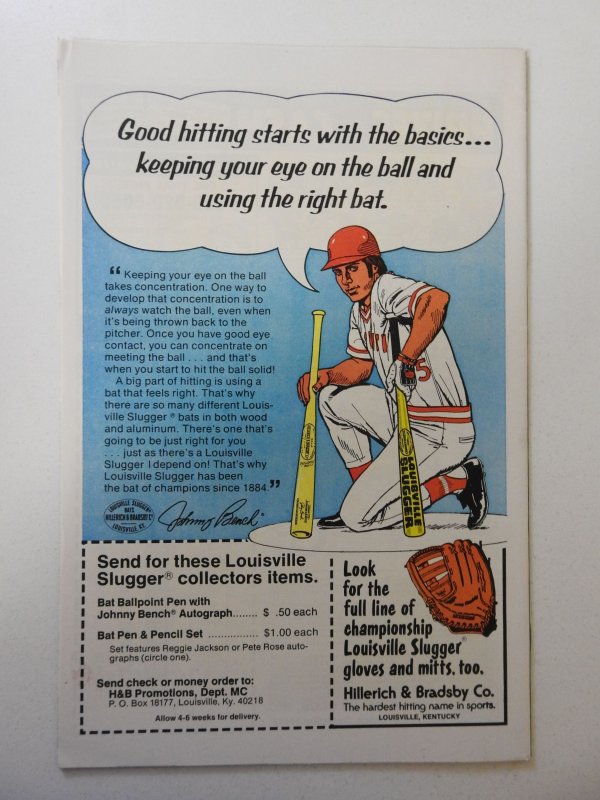 Good hitting starts with the basics...
keeping your eye on the ball and
using the right bat.
“ Keeping your eye on the ball
takes concentration. One way to
develop that concentration is to
always watch the ball, even when
it's being thrown back to the
pitcher. Once you have good eye
contact, you can concentrate on
meeting the ball . . . and that's
when you start to hit the ball solid!
A big part of hitting is using a
bat that feels right. That's why
there are so many different Louis-
ville Slugger® bats in both wood
and aluminum. There's one that's
going to be just right for you
. . . just as there's a Louisville
Slugger I depend on! That's why
Louisville Slugger has been
the bat of champions since 1884.”
LOUISVILLE SLUGGER
BATS
HILLERICH & BRADSBY Co
LOUISVILLE, KY.
Johnny Bench
5
LOUISVILLE
SLUGGER
Send for these Louisville
Slugger® collectors items.
Bat Ballpoint Pen with
Johnny Bench® Autograph........ $ .50 each
Bat Pen & Pencil Set ................ $1.00 each
Set features Reggie Jackson or Pete Rose auto-
graphs (circle one).
Send check or money order to:
H&B Promotions, Dept. MC
P. O. Box 18177, Louisville, Ky. 40218
Allow 4-6 weeks for delivery.
Look
for the
full line of
championship
Louisville Slugger®
gloves and mitts, too.
Hillerich & Bradsby Co.
The hardest hitting name in sports.
LOUISVILLE, KENTUCKY